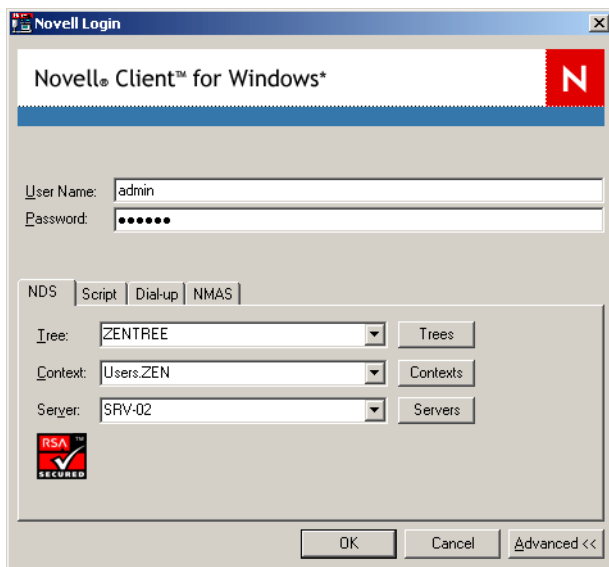 Novell Login
Novell® Client™ for Windows*
N
User Name: admin
Password: ●●●●●●
NDS Script Dial-up NMAS
Tree: ZENTREE Trees
Context: Users.ZEN Contexts
Server: SRV-02 Servers
RSA ™
SECURED
OK Cancel Advanced <<